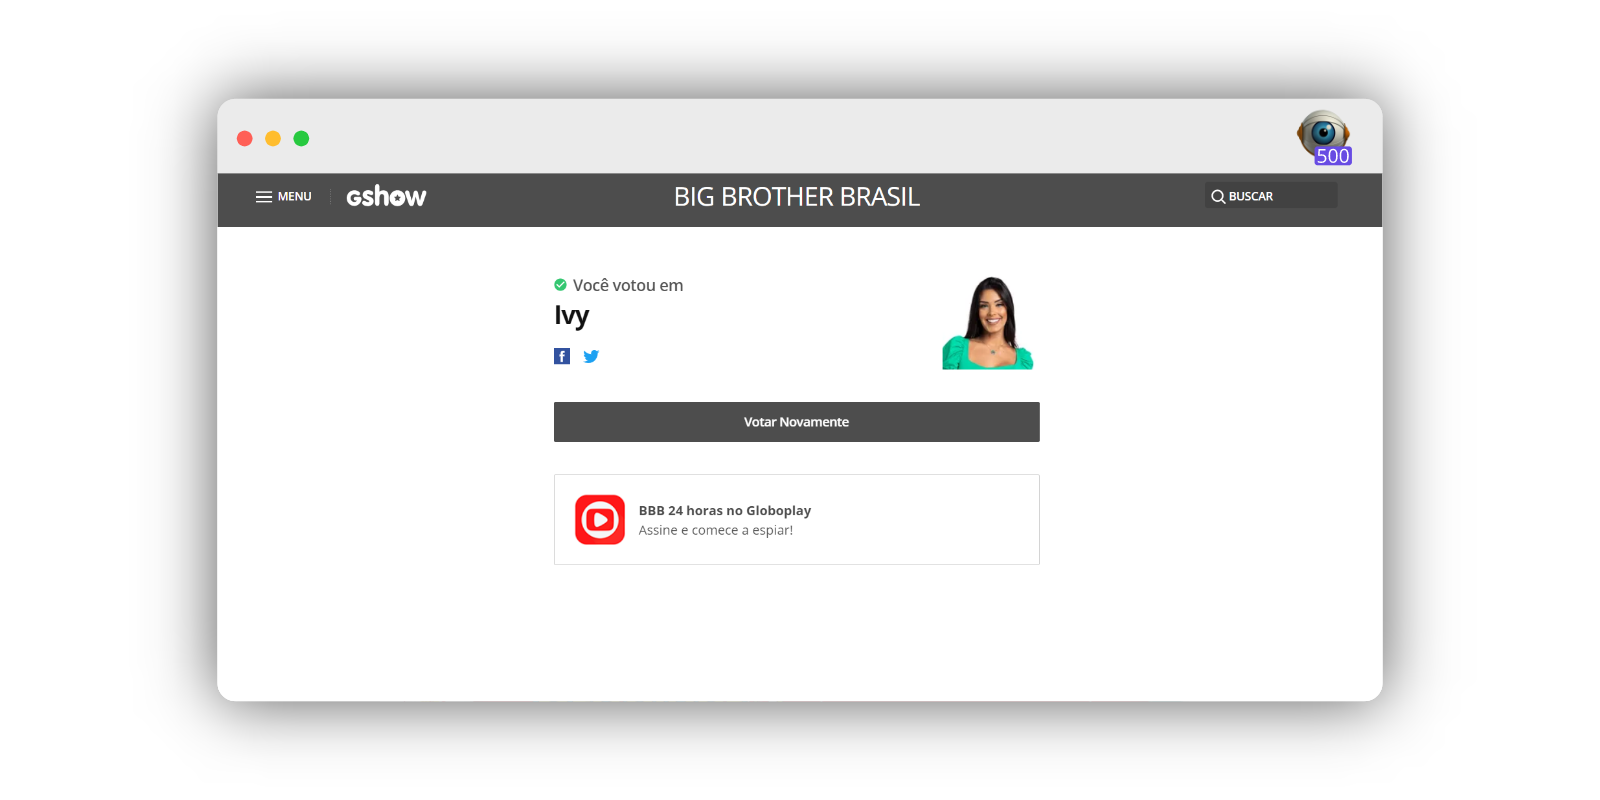 500
MENU
gshow
BIG BROTHER BRASIL
BUSCAR
Você votou em
Ivy
f
Votar Novamente
BBB 24 horas no Globoplay
Assine e comece a espiar!